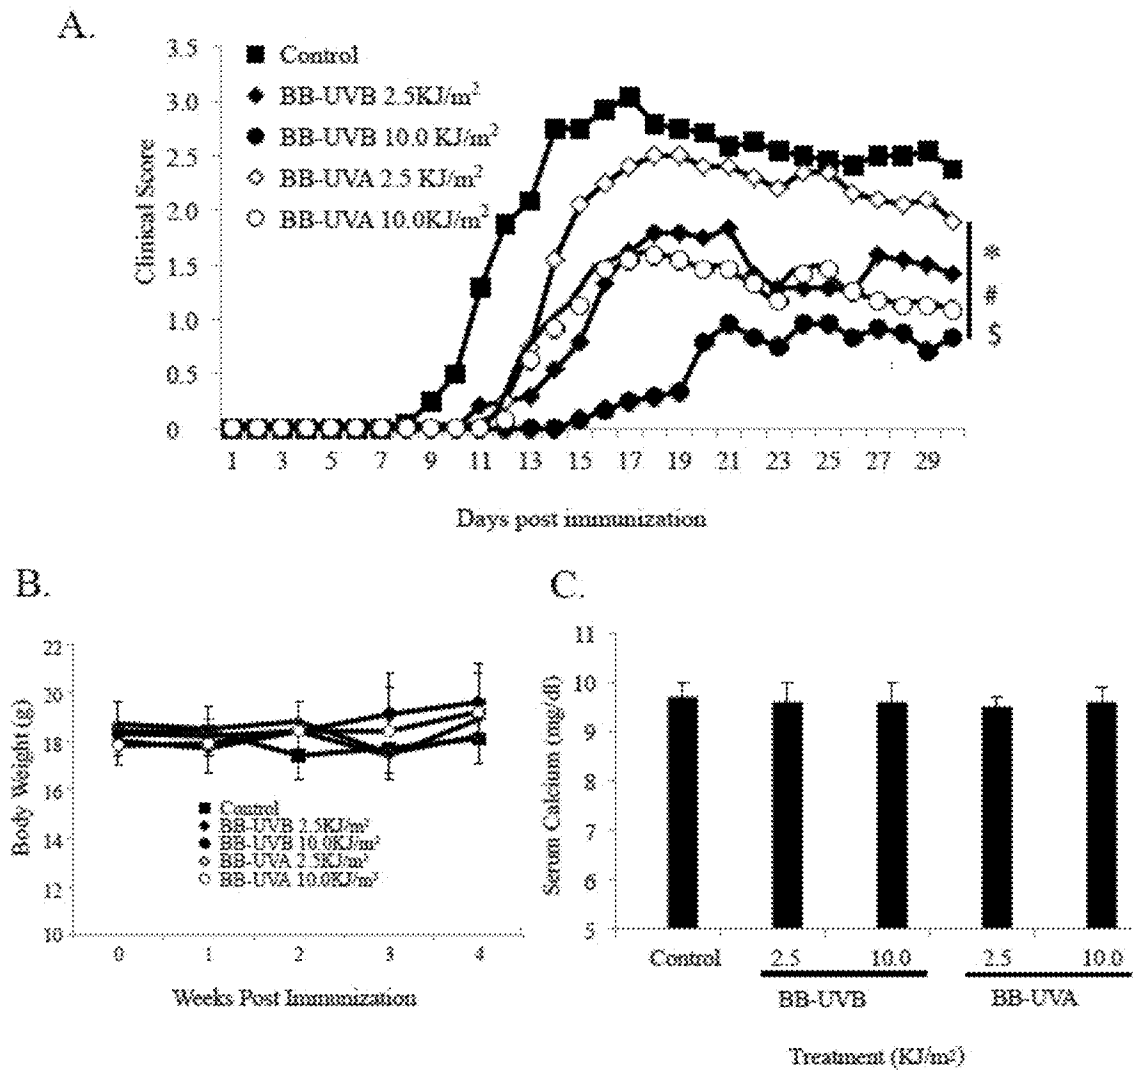 A.
3.5
3.0
2.5
2.0
1.5
1.0
0.5
0
Clinical Score
Control
BB-UVB 2.5KJ/m²
BB-UVB 10.0 KJ/m²
BB-UVA 2.5 KJ/m²
BB-UVA 10.0KJ/m²
*
#
$
1 3 5 7 9 11 13 15 17 19 21 23 25 27 29
Days post immunization
B.
22
20
18
16
14
12
10
Body Weight (g)
Control
BB-UVB 2.5KJ/m²
BB-UVB 10.0KJ/m²
BB-UVA 2.5KJ/m²
BB-UVA 10.0KJ/m²
0 1 2 3 4
Weeks Post Immunization
C.
11
10
9
8
7
6
5
Serum Calcium (mg/dl)
Control 2.5 10.0 2.5 10.0
BB-UVB BB-UVA
Treatment (KJ/m²)